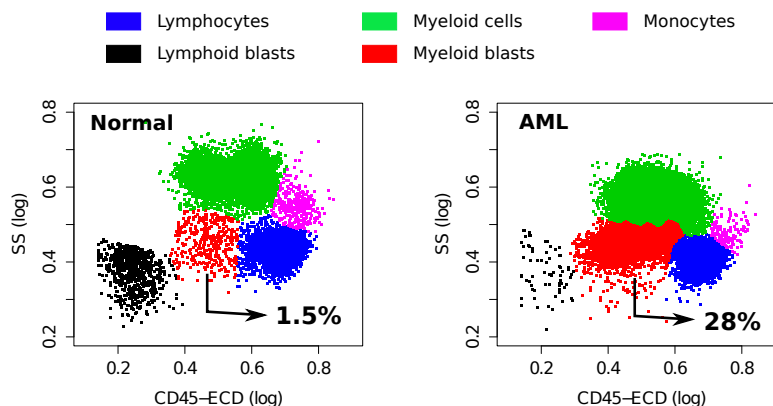 Lymphocytes Myeloid cells Monocytes
Lymphoid blasts Myeloid blasts
Normal
0.8
0.6
0.4
0.2
SS (log)
1.5%
0.2 0.4 0.6 0.8
CD45–ECD (log)
AML
0.8
0.6
0.4
0.2
SS (log)
28%
0.2 0.4 0.6 0.8
CD45–ECD (log)